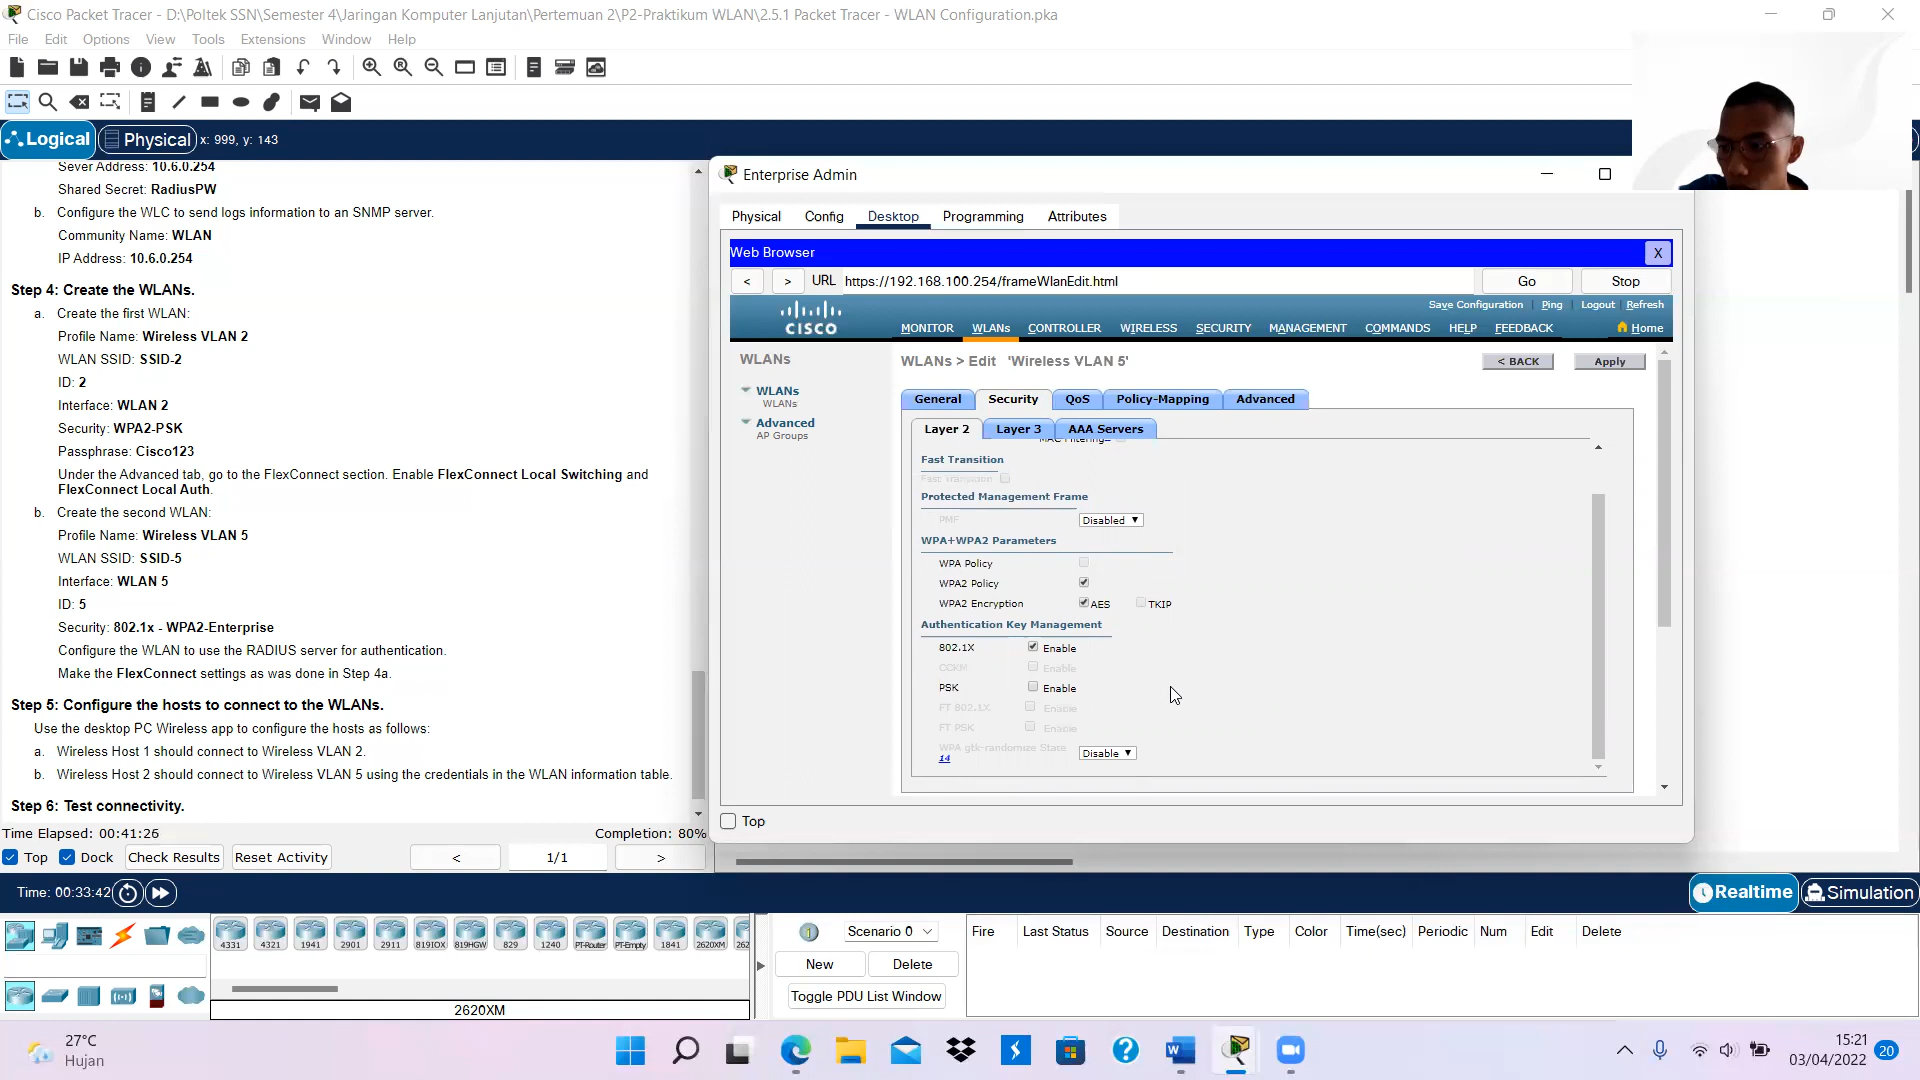 Cisco Packet Tracer - D:\Poltek SSN\Semester 4\Jaringan Komputer Lanjutan\Pertemuan 2\P2-Praktikum WLAN\2.5.1 Packet Tracer - WLAN Configuration.pka
File Edit Options View Tools Extensions Window Help
Logical Physical x: 999, y: 143
Sever Address: 10.6.0.254
Shared Secret: RadiusPW
b. Configure the WLC to send logs information to an SNMP server.
Community Name: WLAN
IP Address: 10.6.0.254
Step 4: Create the WLANs.
a. Create the first WLAN:
Profile Name: Wireless VLAN 2
WLAN SSID: SSID-2
ID: 2
Interface: WLAN 2
Security: WPA2-PSK
Passphrase: Cisco123
Under the Advanced tab, go to the FlexConnect section. Enable FlexConnect Local Switching and
FlexConnect Local Auth.
b. Create the second WLAN:
Profile Name: Wireless VLAN 5
WLAN SSID: SSID-5
Interface: WLAN 5
ID: 5
Security: 802.1x - WPA2-Enterprise
Configure the WLAN to use the RADIUS server for authentication.
Make the FlexConnect settings as was done in Step 4a.
Step 5: Configure the hosts to connect to the WLANs.
Use the desktop PC Wireless app to configure the hosts as follows:
a. Wireless Host 1 should connect to Wireless VLAN 2.
b. Wireless Host 2 should connect to Wireless VLAN 5 using the credentials in the WLAN information table.
Step 6: Test connectivity.
Time Elapsed: 00:41:26 Completion: 80%
Top Dock Check Results Reset Activity < 1/1 >
Enterprise Admin
Physical Config Desktop Programming Attributes
Web Browser X
< > URL https://192.168.100.254/frameWlanEdit.html Go Stop
Save Configuration Ping Logout Refresh
CISCO MONITOR WLANs CONTROLLER WIRELESS SECURITY MANAGEMENT COMMANDS HELP FEEDBACK Home
WLANs
WLANs
WLANs
Advanced
AP Groups
WLANs > Edit 'Wireless VLAN 5' < BACK Apply
General Security QoS Policy-Mapping Advanced
Layer 2 Layer 3 AAA Servers
MAC Filtering
Fast Transition
Fast Transition
Protected Management Frame
PMF Disabled
WPA+WPA2 Parameters
WPA Policy
WPA2 Policy
WPA2 Encryption AES TKIP
Authentication Key Management
802.1X Enable
CCKM Enable
PSK Enable
FT 802.1X Enable
FT PSK Enable
WPA gtk-randomize State Disable
14
Top
Time: 00:33:42 Realtime Simulation
4331 4321 1941 2901 2911 819IOX 819HGW 829 1240 PT-Router PT-Empty 1841 2620XM 262
2620XM
Scenario 0
New Delete
Toggle PDU List Window
Fire Last Status Source Destination Type Color Time(sec) Periodic Num Edit Delete
27°C
Hujan
15:21
03/04/2022 20